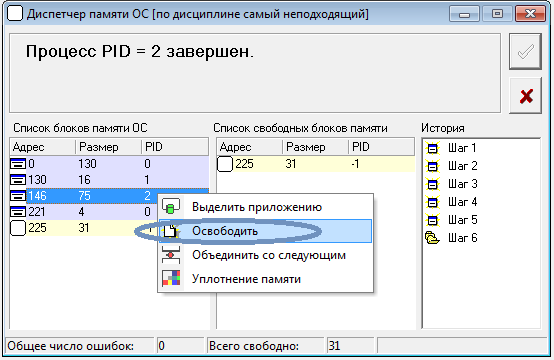 Диспетчер памяти ОС [по дисциплине самый неподходящий]
Процесс PID = 2 завершен.
Список блоков памяти ОС
Список свободных блоков памяти
История
Адрес Размер PID
Адрес Размер PID
0 130 0
130 16 1
146 75 2
221 4 0
225 31
225 31 -1
Шаг 1
Шаг 2
Шаг 3
Шаг 4
Шаг 5
Шаг 6
Выделить приложению
Освободить
Объединить со следующим
Уплотнение памяти
Общее число ошибок: 0 Всего свободно: 31